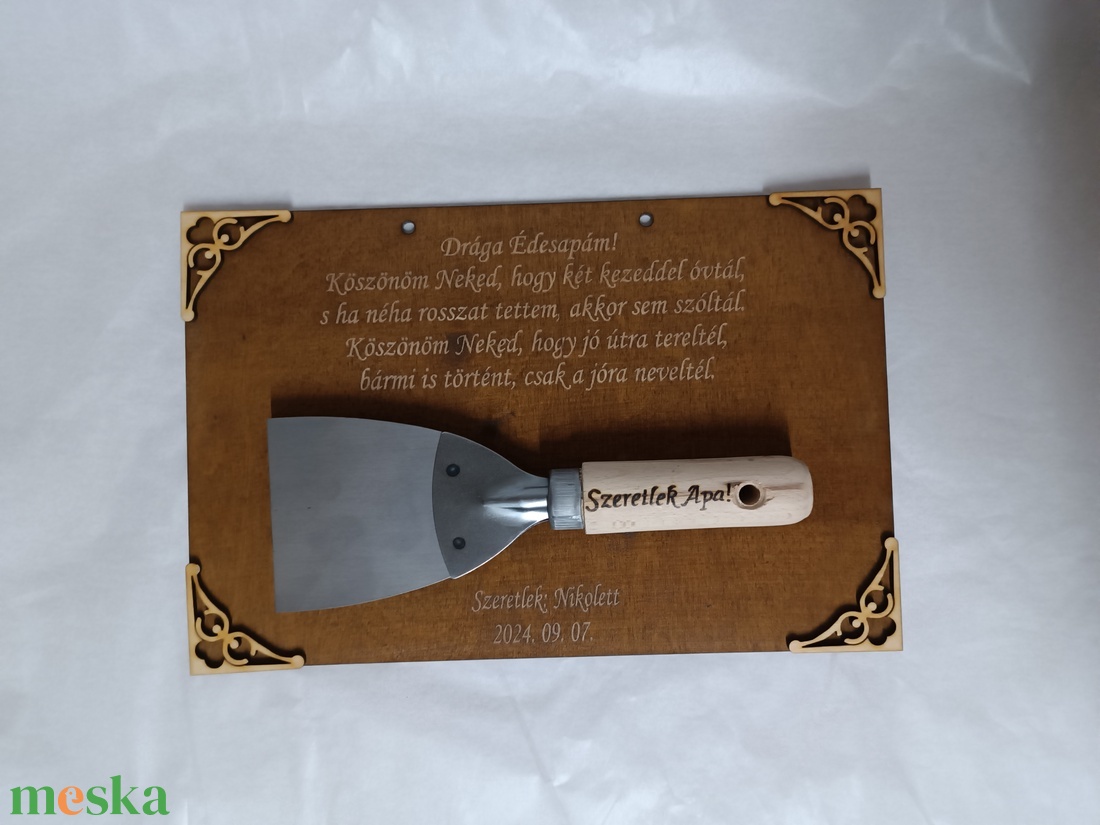 Drága Édesapám!
Köszönöm Neked, hogy két kezeddel óvtál,
s ha néha rosszat tettem, akkor sem szóltál.
Köszönöm Neked, hogy jó útra tereltél,
bármi is történt, csak a jóra neveltél.
Szeretlek Apa!
Szeretlek: Nikolett
2024. 09. 07.
meska